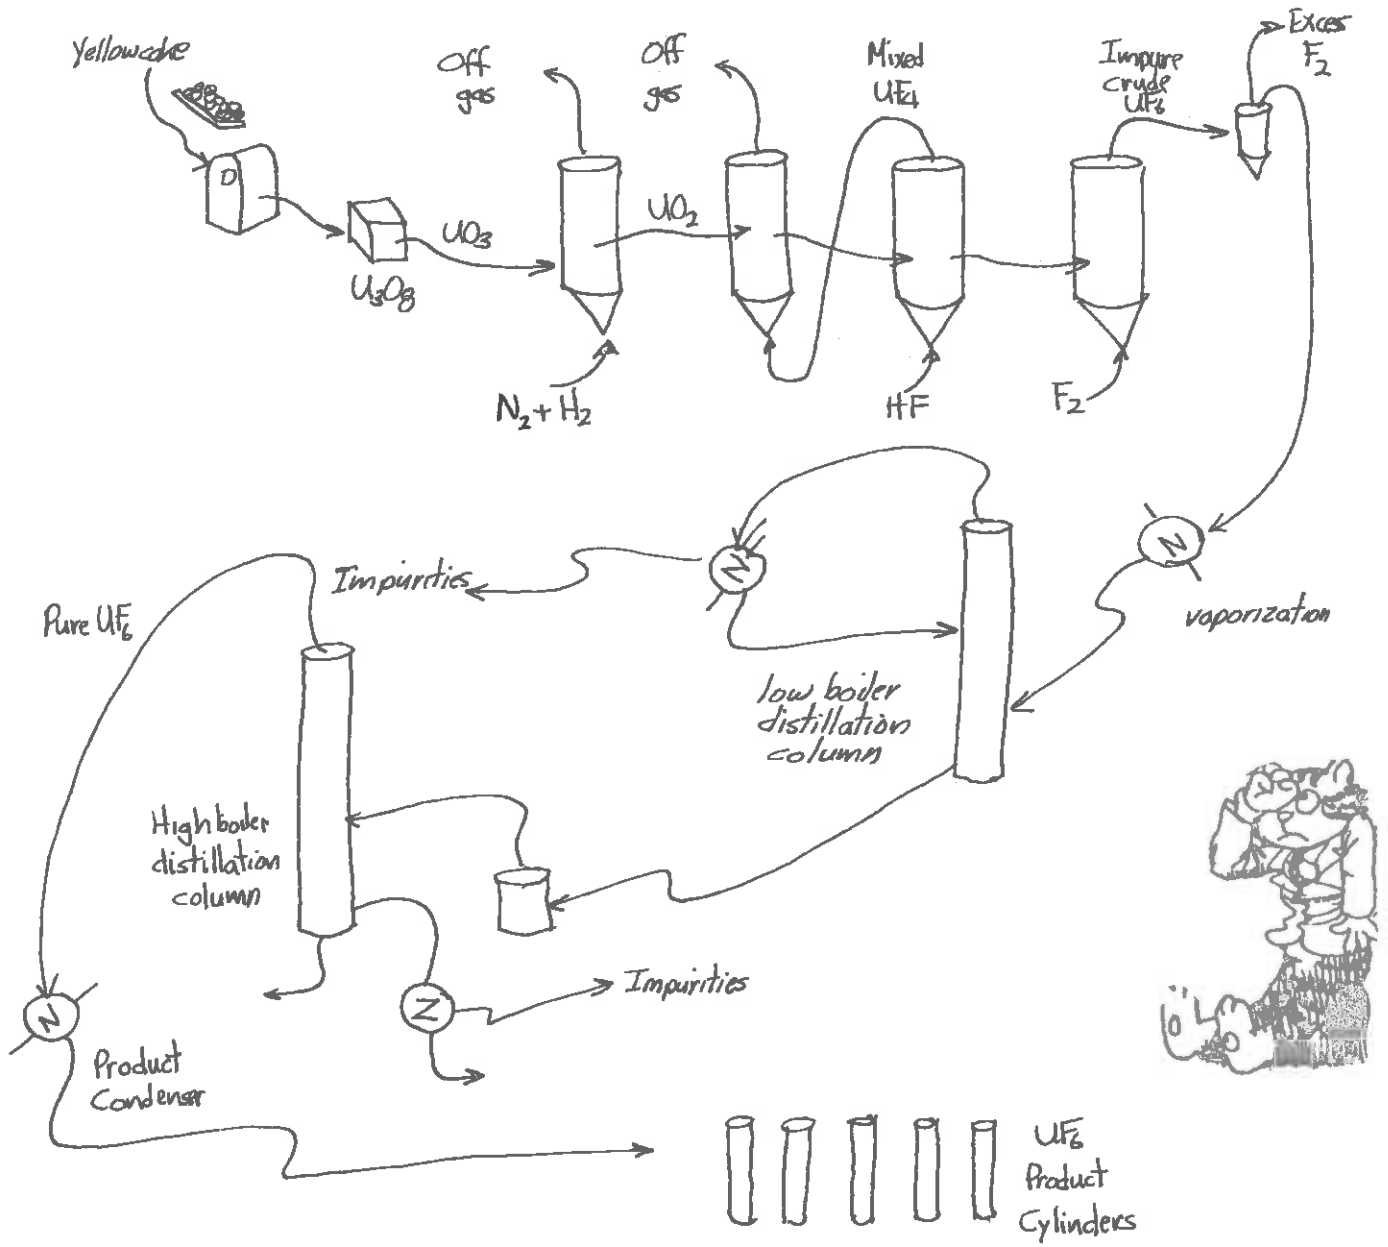 Yellowcake
Off
gas
Off
gas
Mixed
UF4
Impure
crude
UF6
Exces
F2
D
U3O8
UO3
UO2
N2+H2
HF
F2
N
vaporization
N
Impurities
low boiler
distillation
column
Pure UF6
High boiler
distillation
column
Z
Impurities
N
Product
Condenser
UF6
Product
Cylinders